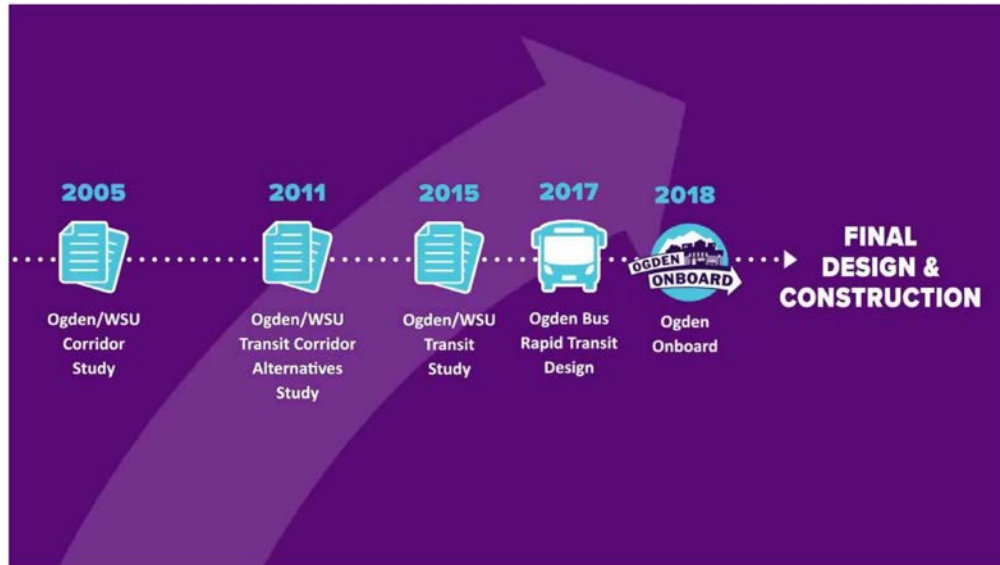 2005
Ogden/WSU
Corridor
Study
2011
Ogden/WSU
Transit Corridor
Alternatives
Study
2015
Ogden/WSU
Transit
Study
2017
Ogden Bus
Rapid Transit
Design
2018
OGDEN
ONBOARD
Ogden
Onboard
FINAL
DESIGN &
CONSTRUCTION